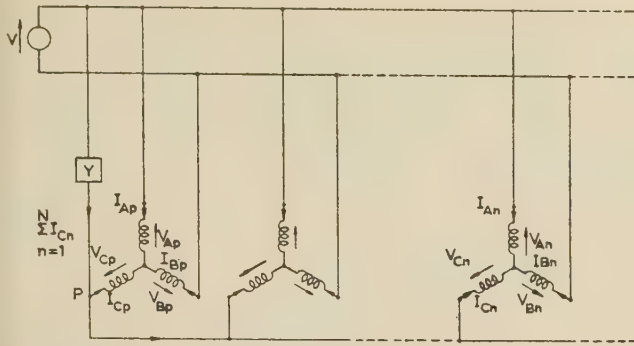 V
Y
N
ΣI_Cn
n=1
I_Ap
V_Ap
V_Cp
I_Bp
P
I_Cp
V_Bp
I_An
V_An
V_Cn
I_Bn
I_Cn
V_Bn